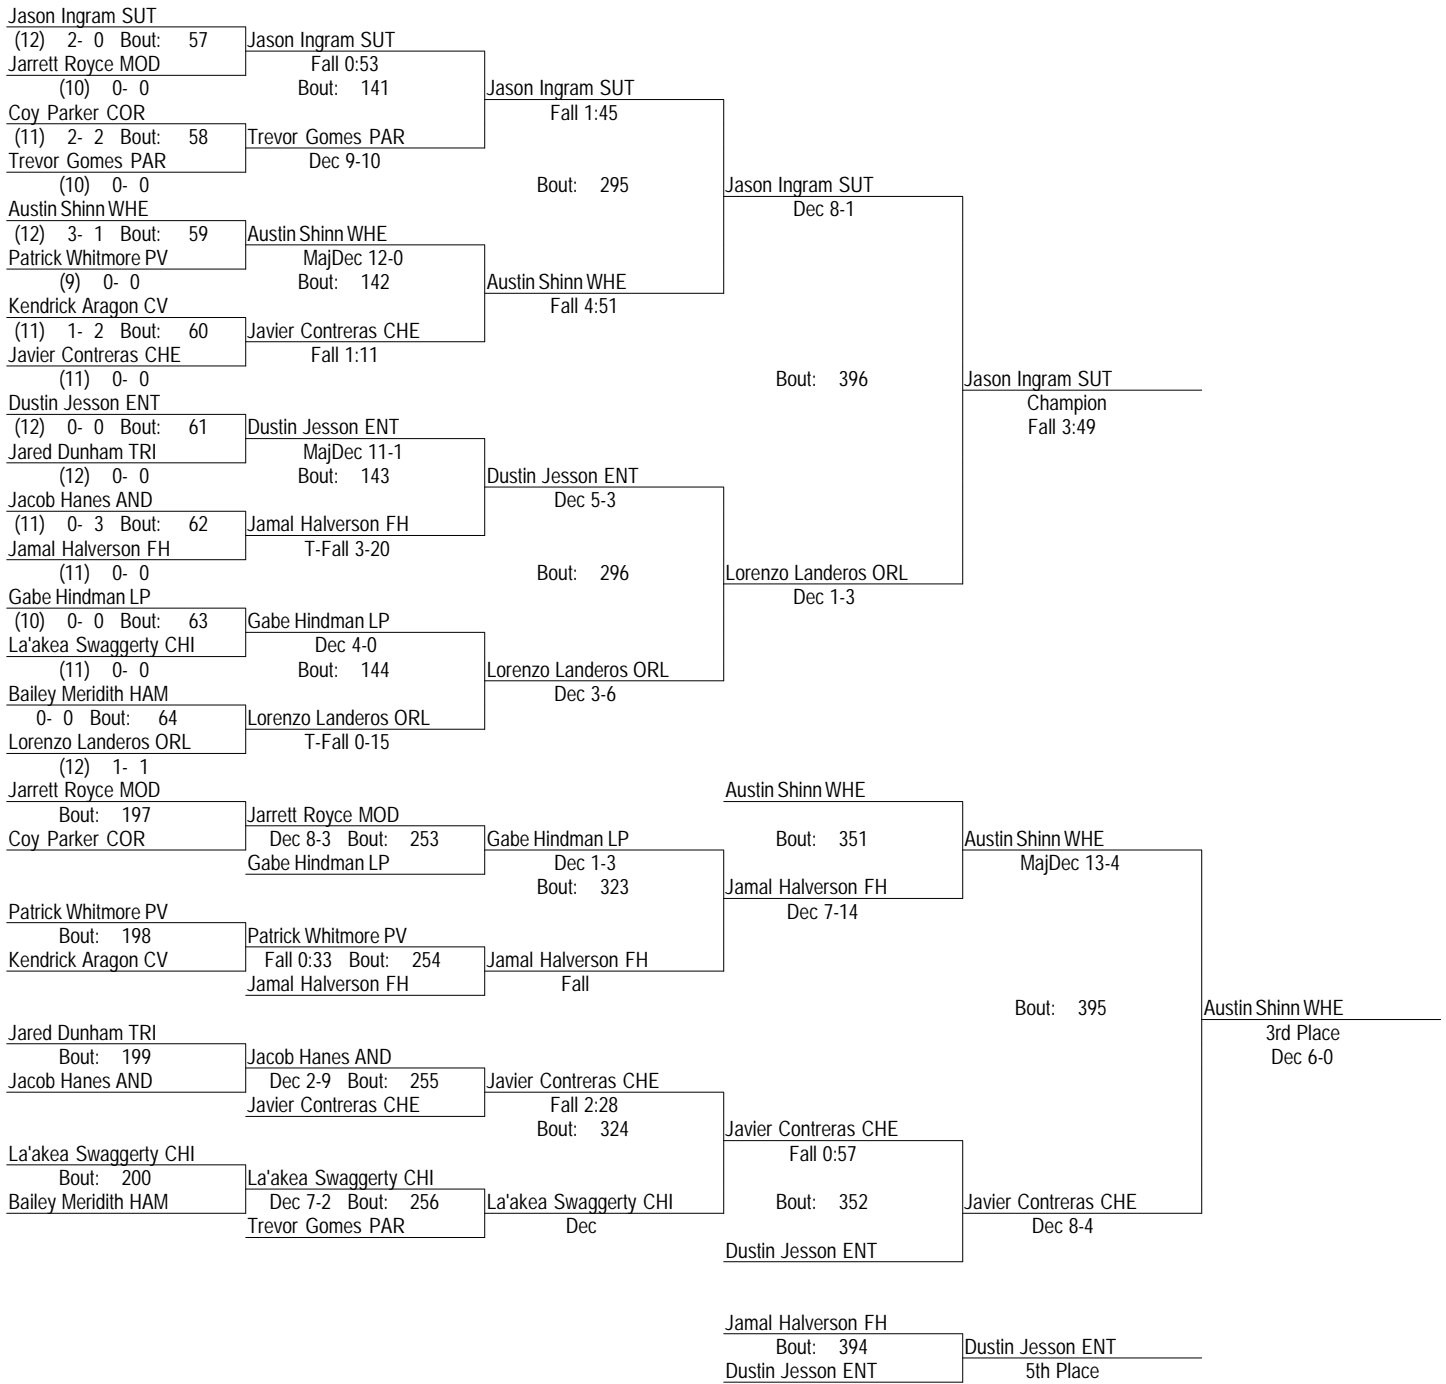 Jason Ingram SUT
(12) 2- 0 Bout: 57
Jarrett Royce MOD
(10) 0- 0
Coy Parker COR
(11) 2- 2 Bout: 58
Trevor Gomes PAR
(10) 0- 0
Austin Shinn WHE
(12) 3- 1 Bout: 59
Patrick Whitmore PV
(9) 0- 0
Kendrick Aragon CV
(11) 1- 2 Bout: 60
Javier Contreras CHE
(11) 0- 0
Dustin Jesson ENT
(12) 0- 0 Bout: 61
Jared Dunham TRI
(12) 0- 0
Jacob Hanes AND
(11) 0- 3 Bout: 62
Jamal Halverson FH
(11) 0- 0
Gabe Hindman LP
(10) 0- 0 Bout: 63
La'akea Swaggerty CHI
(11) 0- 0
Bailey Meridith HAM
0- 0 Bout: 64
Lorenzo Landeros ORL
(12) 1- 1
Jason Ingram SUT
Fall 0:53
Bout: 141
Trevor Gomes PAR
Dec 9-10
Austin Shinn WHE
MajDec 12-0
Bout: 142
Javier Contreras CHE
Fall 1:11
Dustin Jesson ENT
MajDec 11-1
Bout: 143
Jamal Halverson FH
T-Fall 3-20
Gabe Hindman LP
Dec 4-0
Bout: 144
Lorenzo Landeros ORL
T-Fall 0-15
Jason Ingram SUT
Fall 1:45
Bout: 295
Austin Shinn WHE
Fall 4:51
Dustin Jesson ENT
Dec 5-3
Bout: 296
Lorenzo Landeros ORL
Dec 3-6
Jason Ingram SUT
Dec 8-1
Bout: 396
Lorenzo Landeros ORL
Dec 1-3
Jason Ingram SUT
Champion
Fall 3:49
Jarrett Royce MOD
Bout: 197
Coy Parker COR
Patrick Whitmore PV
Bout: 198
Kendrick Aragon CV
Jared Dunham TRI
Bout: 199
Jacob Hanes AND
La'akea Swaggerty CHI
Bout: 200
Bailey Meridith HAM
Jarrett Royce MOD
Dec 8-3 Bout: 253
Gabe Hindman LP
Patrick Whitmore PV
Fall 0:33 Bout: 254
Jamal Halverson FH
Jacob Hanes AND
Dec 2-9 Bout: 255
Javier Contreras CHE
La'akea Swaggerty CHI
Dec 7-2 Bout: 256
Trevor Gomes PAR
Gabe Hindman LP
Dec 1-3
Bout: 323
Jamal Halverson FH
Fall
Javier Contreras CHE
Fall 2:28
Bout: 324
La'akea Swaggerty CHI
Dec
Austin Shinn WHE
Bout: 351
Jamal Halverson FH
Dec 7-14
Javier Contreras CHE
Fall 0:57
Bout: 352
Dustin Jesson ENT
Austin Shinn WHE
MajDec 13-4
Bout: 395
Javier Contreras CHE
Dec 8-4
Austin Shinn WHE
3rd Place
Dec 6-0
Jamal Halverson FH
Bout: 394
Dustin Jesson ENT
Dustin Jesson ENT
5th Place